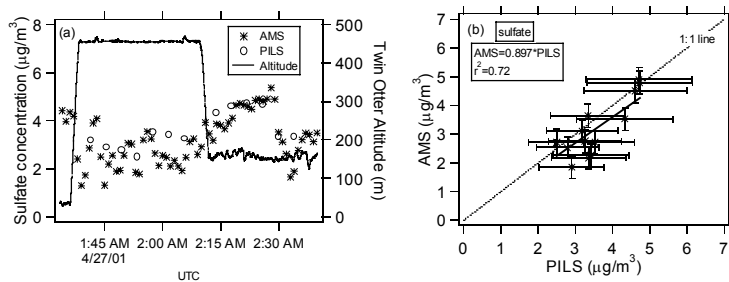 (a)
AMS
PILS
Altitude
Sulfate concentration (μg/m³)
8
6
4
2
0
500
400
300
200
100
0
Twin Otter Altitude (m)
1:45 AM
2:00 AM
2:15 AM
2:30 AM
4/27/01
UTC
(b)
sulfate
AMS=0.897*PILS
r²=0.72
1:1 line
AMS (μg/m³)
7
6
5
4
3
2
1
0
0 1 2 3 4 5 6 7
PILS (μg/m³)